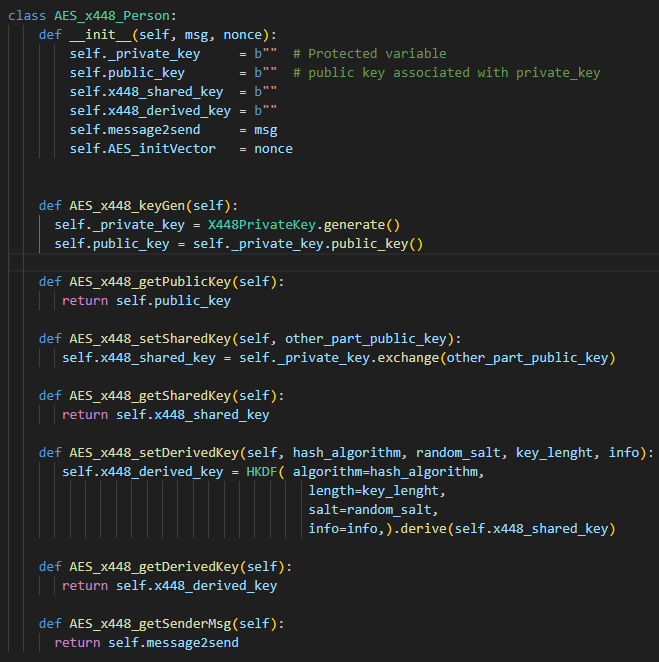 class AES_x448_Person:
    def __init__(self, msg, nonce):
        self._private_key     = b""  # Protected variable
        self.public_key       = b""  # public key associated with private_key
        self.x448_shared_key  = b""
        self.x448_derived_key = b""
        self.message2send     = msg
        self.AES_initVector   = nonce
    def AES_x448_keyGen(self):
      self._private_key = X448PrivateKey.generate()
      self.public_key = self._private_key.public_key()
    def AES_x448_getPublicKey(self):
       return self.public_key
    def AES_x448_setSharedKey(self, other_part_public_key):
       self.x448_shared_key = self._private_key.exchange(other_part_public_key)
    def AES_x448_getSharedKey(self):
       return self.x448_shared_key
    def AES_x448_setDerivedKey(self, hash_algorithm, random_salt, key_lenght, info):
       self.x448_derived_key = HKDF( algorithm=hash_algorithm,
                                       length=key_lenght,
                                       salt=random_salt,
                                       info=info,).derive(self.x448_shared_key)
    def AES_x448_getDerivedKey(self):
       return self.x448_derived_key
    def AES_x448_getSenderMsg(self):
      return self.message2send